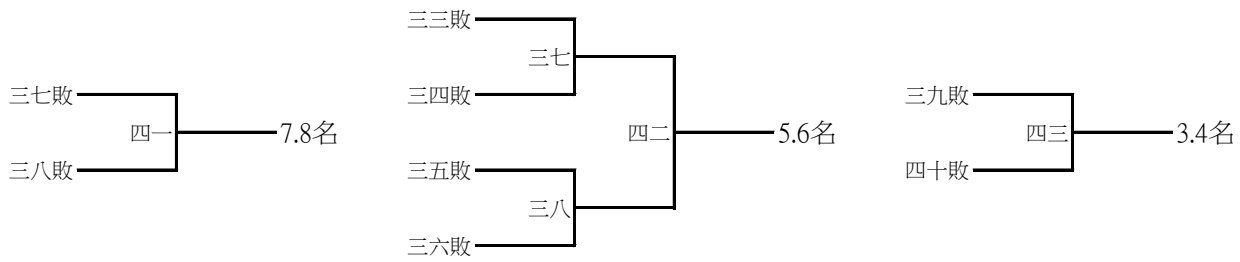 三七敗
四一
7.8名
三八敗
三三敗
三七
三四敗
四二
5.6名
三五敗
三八
三六敗
三九敗
四三
3.4名
四十敗